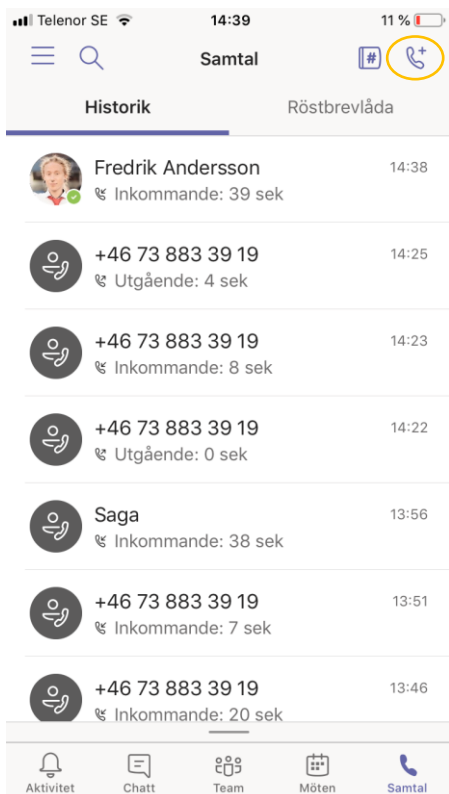 Telenor SE 14:39 11 %
Samtal #
Historik Röstbrevlåda
Fredrik Andersson 14:38
Inkommande: 39 sek
+46 73 883 39 19 14:25
Utgående: 4 sek
+46 73 883 39 19 14:23
Inkommande: 8 sek
+46 73 883 39 19 14:22
Utgående: 0 sek
Saga 13:56
Inkommande: 38 sek
+46 73 883 39 19 13:51
Inkommande: 7 sek
+46 73 883 39 19 13:46
Inkommande: 20 sek
Aktivitet Chatt Team Möten Samtal